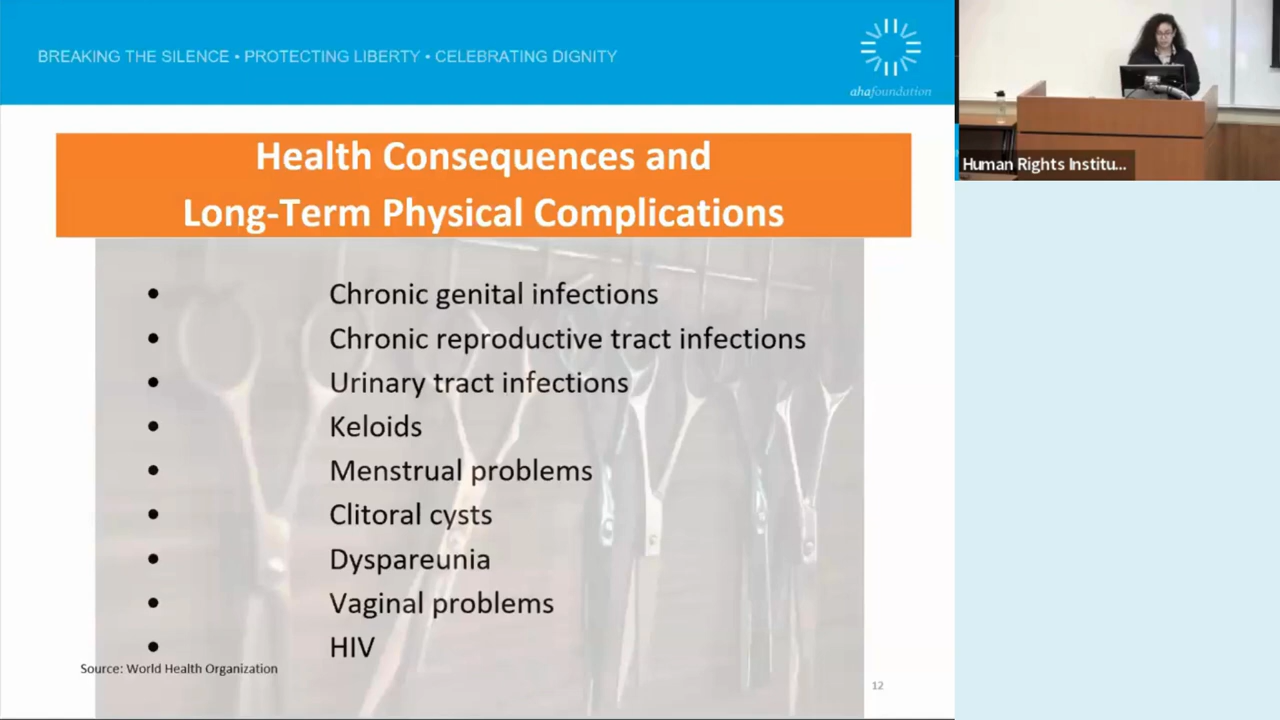 BREAKING THE SILENCE • PROTECTING LIBERTY • CELEBRATING DIGNITY
ahafoundation
Human Rights Institu...
Health Consequences and
Long-Term Physical Complications
• Chronic genital infections
• Chronic reproductive tract infections
• Urinary tract infections
• Keloids
• Menstrual problems
• Clitoral cysts
• Dyspareunia
• Vaginal problems
• HIV
Source: World Health Organization
12